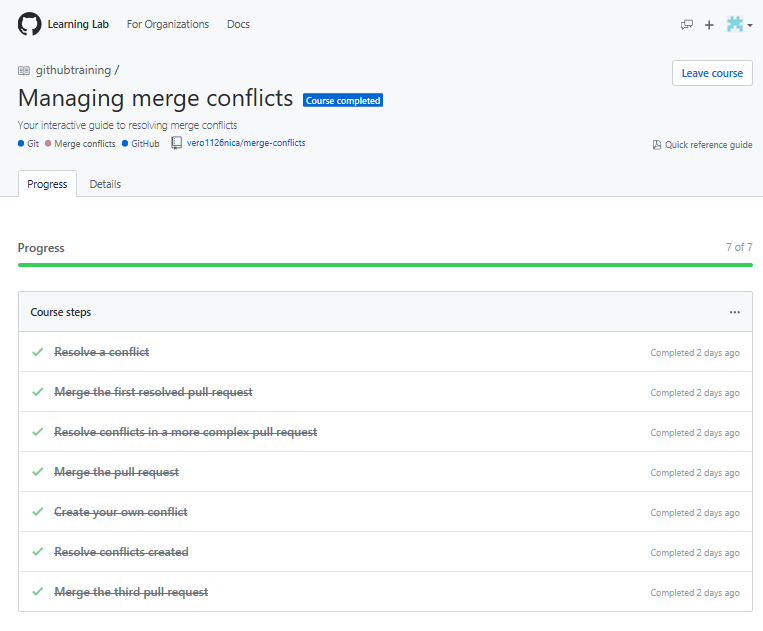 Learning Lab For Organizations Docs
githubtraining /
Leave course
Managing merge conflicts Course completed
Your interactive guide to resolving merge conflicts
Git Merge conflicts GitHub vero1126nica/merge-conflicts
Quick reference guide
Progress Details
Progress 7 of 7
Course steps ...
Resolve a conflict Completed 2 days ago
Merge the first resolved pull request Completed 2 days ago
Resolve conflicts in a more complex pull request Completed 2 days ago
Merge the pull request Completed 2 days ago
Create your own conflict Completed 2 days ago
Resolve conflicts created Completed 2 days ago
Merge the third pull request Completed 2 days ago